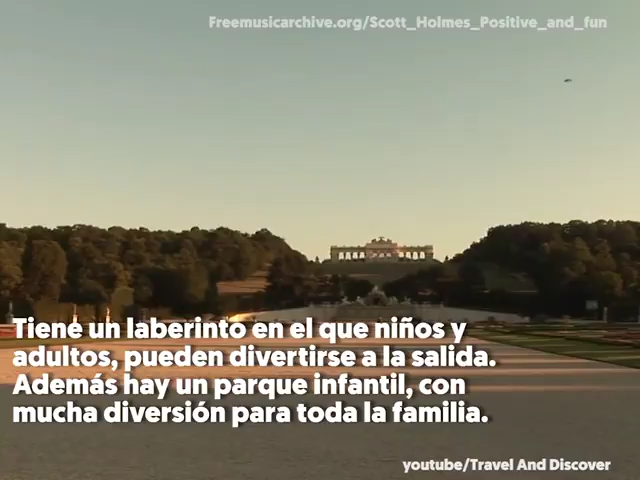 Freemusicarchive.org/Scott_Holmes_Positive_and_fun
Tiene un laberinto en el que niños y
adultos, pueden divertirse a la salida.
Además hay un parque infantil, con
mucha diversión para toda la familia.
youtube/Travel And Discover